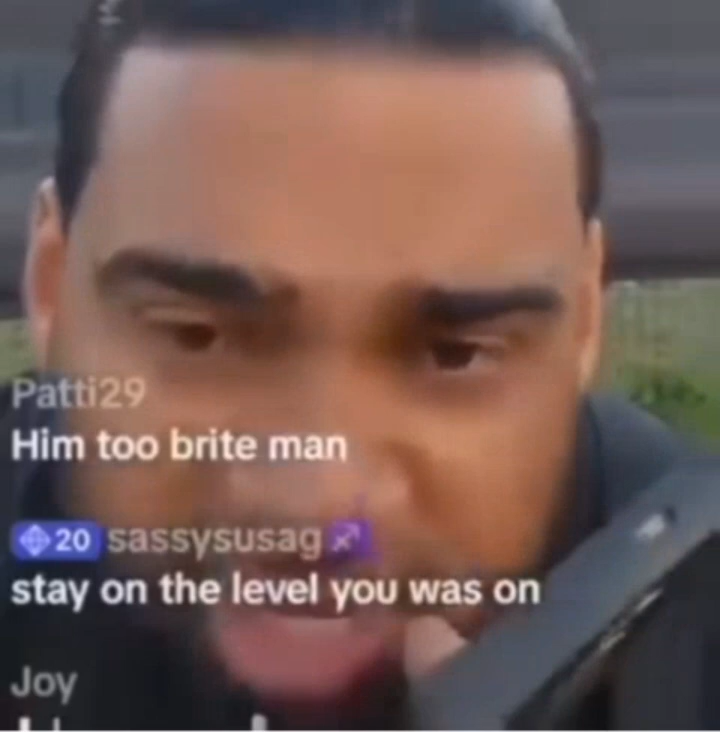 Patti29
Him too brite man
20 sassysusag
stay on the level you was on
Joy